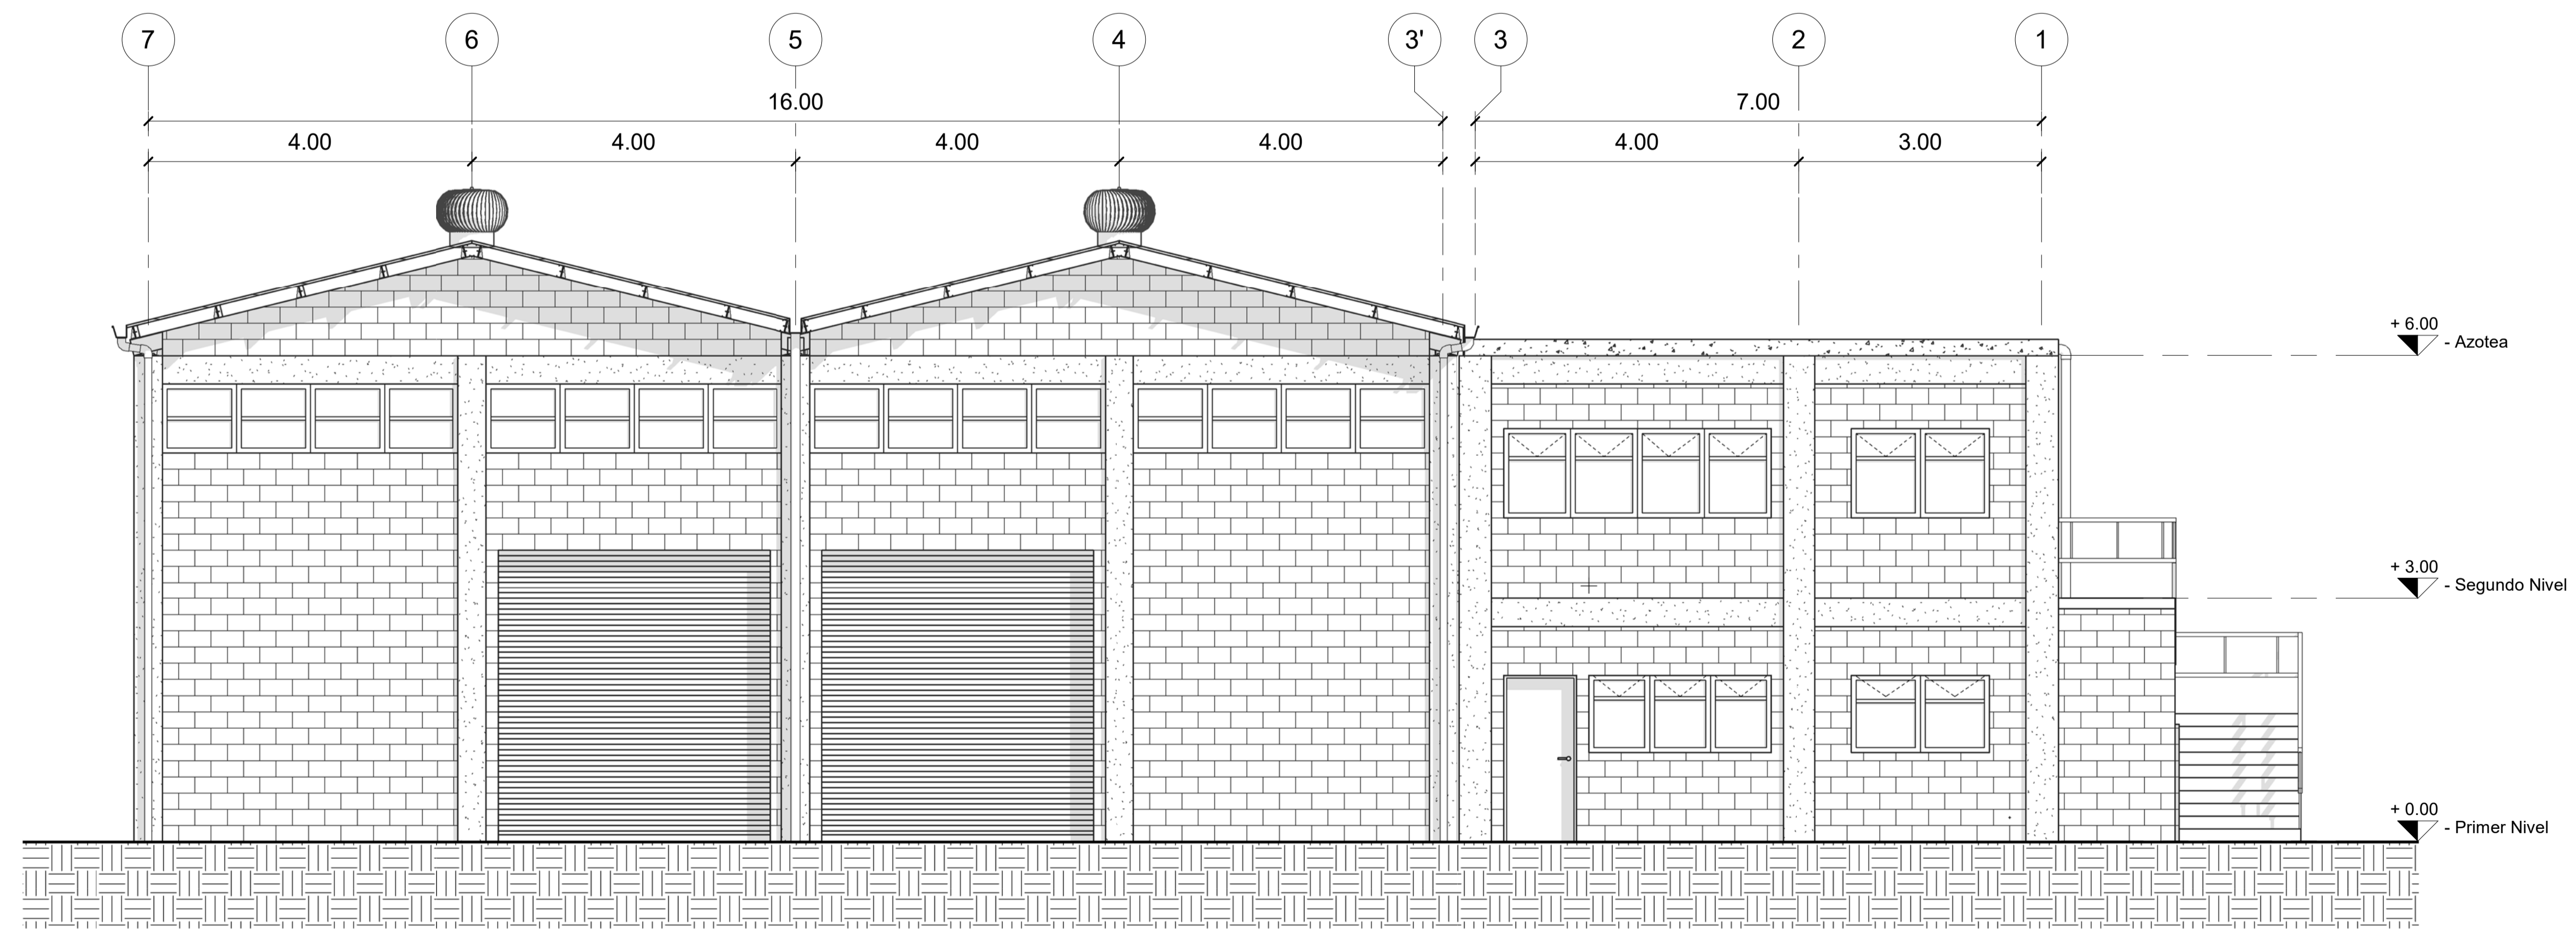 7 6 5 4 3' 3 2 1
16.00 7.00
4.00 4.00 4.00 4.00 4.00 3.00
+ 6.00
- Azotea
+ 3.00
- Segundo Nivel
+ 0.00
- Primer Nivel